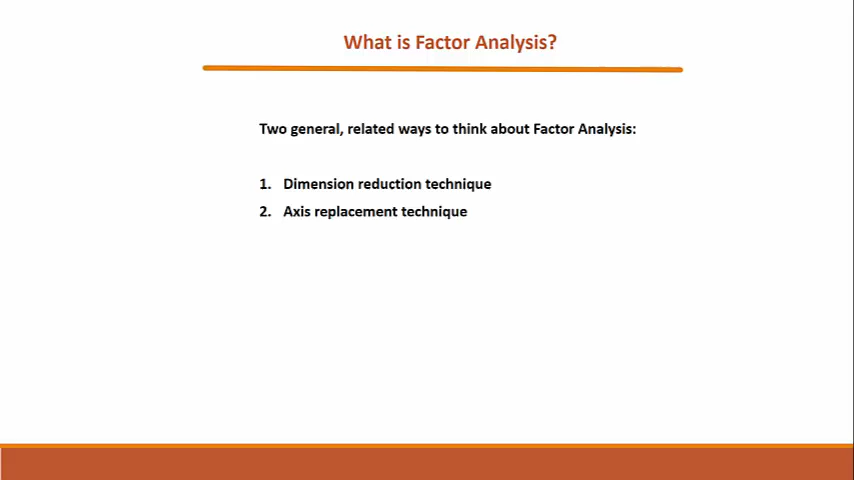 What is Factor Analysis?
Two general, related ways to think about Factor Analysis:
1. Dimension reduction technique
2. Axis replacement technique